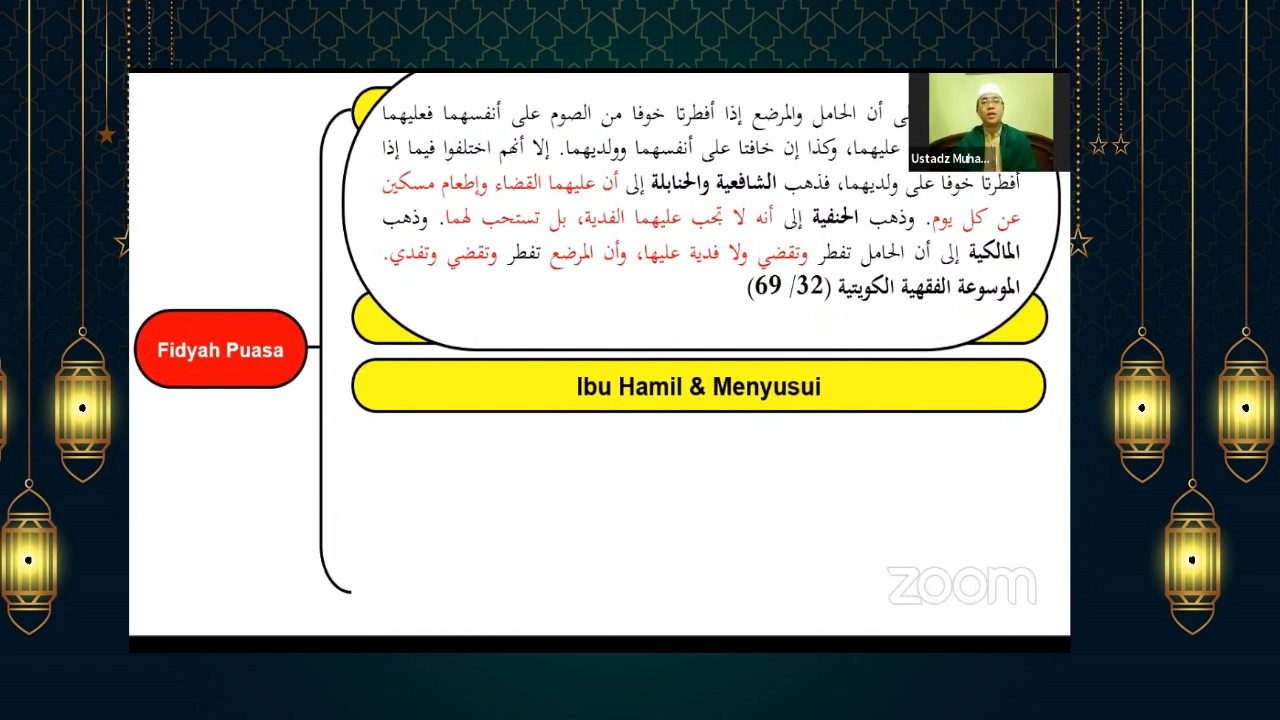 أن الحامل والمرضع إذا أفطرتا خوفا من الصوم على أنفسهما فعليهما
عليهما، وكذا إن خافتا على أنفسهما وولديهما. إلا أنهم اختلفوا فيما إذا
أفطرتا خوفا على ولديهما، فذهب الشافعية والحنابلة إلى أن عليهما القضاء وإطعام مسكين
عن كل يوم. وذهب الحنفية إلى أنه لا تجب عليهما الفدية، بل تستحب لهما. وذهب
المالكية إلى أن الحامل تفطر وتقضي ولا فدية عليها، وأن المرضع تفطر وتقضي وتفدي.
الموسوعة الفقهية الكويتية (32/ 69)
Ustadz Muha...
Fidyah Puasa
Ibu Hamil & Menyusui
zoom